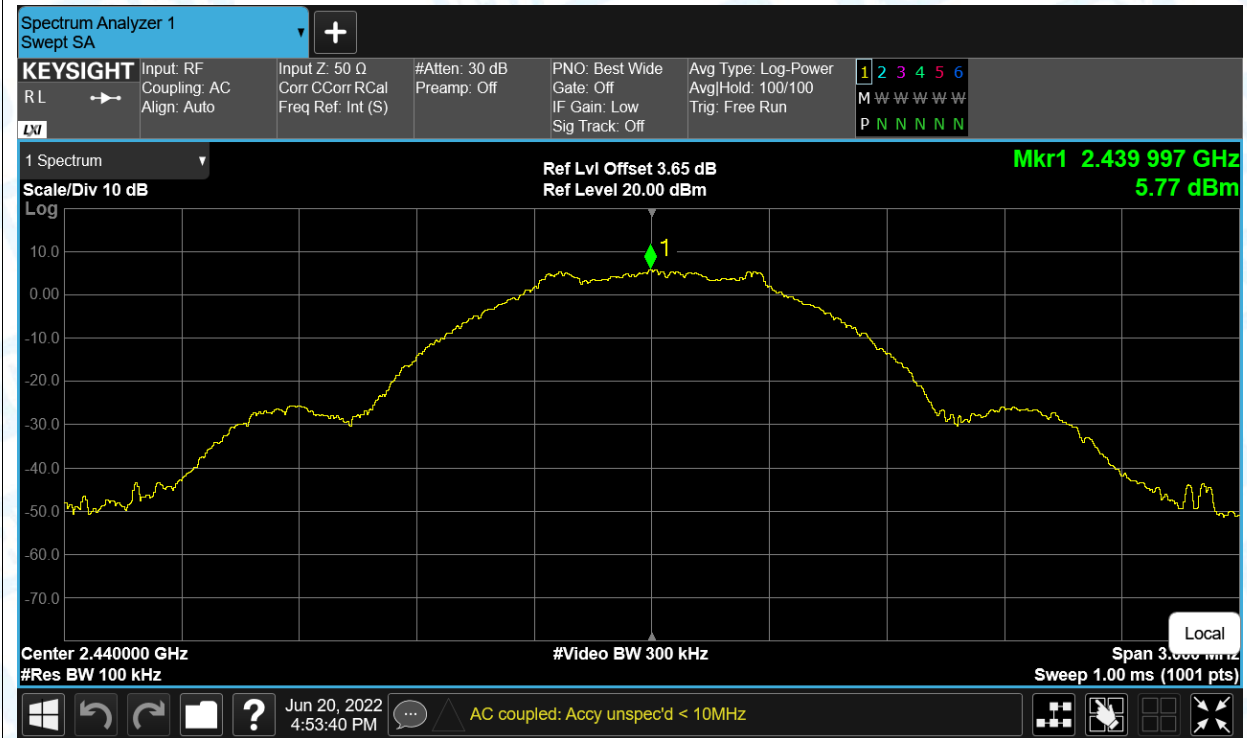 Spectrum Analyzer 1
Swept SA
KEYSIGHT
R L
LXI
Input: RF
Coupling: AC
Align: Auto
Input Z: 50 Ω
Corr CCorr RCal
Freq Ref: Int (S)
#Atten: 30 dB
Preamp: Off
PNO: Best Wide
Gate: Off
IF Gain: Low
Sig Track: Off
Avg Type: Log-Power
Avg|Hold: 100/100
Trig: Free Run
1 2 3 4 5 6
M W W W W W W
P N N N N N N
1 Spectrum
Scale/Div 10 dB
Log
Ref Lvl Offset 3.65 dB
Ref Level 20.00 dBm
Mkr1 2.439 997 GHz
5.77 dBm
1
10.0
0.00
-10.0
-20.0
-30.0
-40.0
-50.0
-60.0
-70.0
Local
Center 2.440000 GHz
#Video BW 300 kHz
Span
#Res BW 100 kHz
Sweep 1.00 ms (1001 pts)
?
Jun 20, 2022
4:53:40 PM
AC coupled: Accy unspec'd < 10MHz